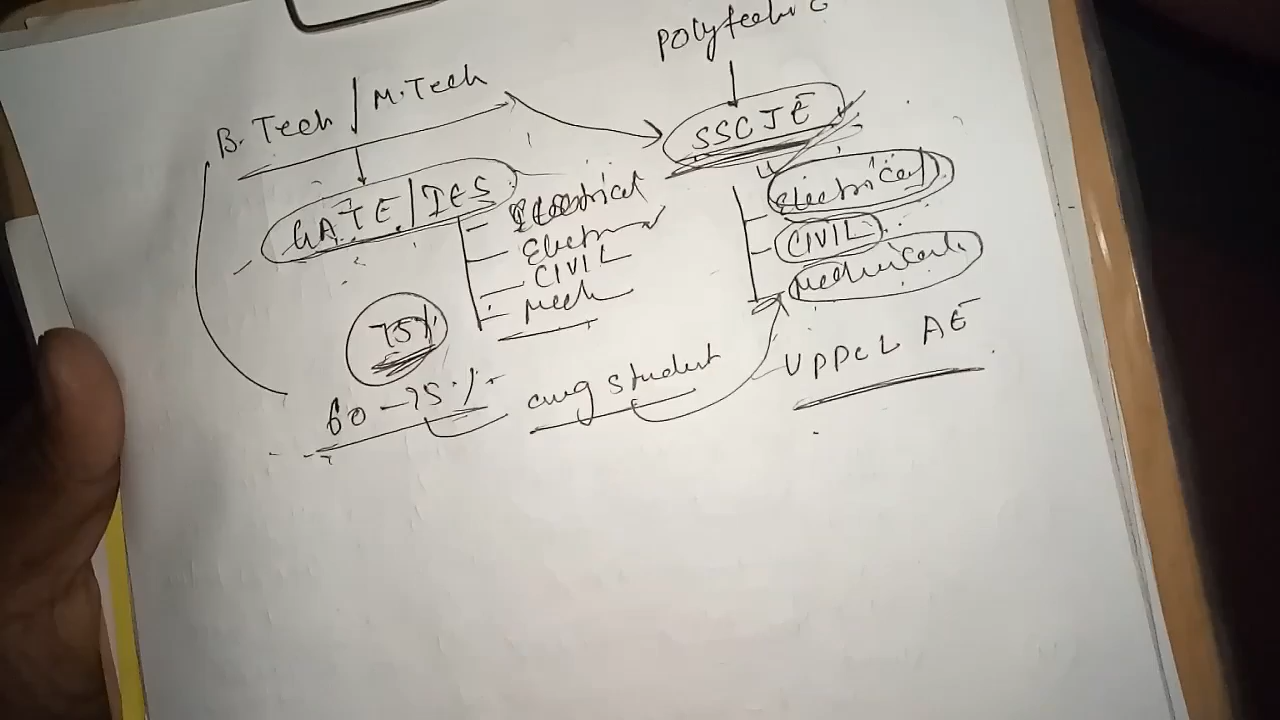 Polytechnic
B.Tech / M.Tech
SSC JE
GATE / IES
Electrical
Electrical
Electro
CIVIL
CIVIL
Mech
Mechanical
75%
UPPCL AE
60-75%. avg student